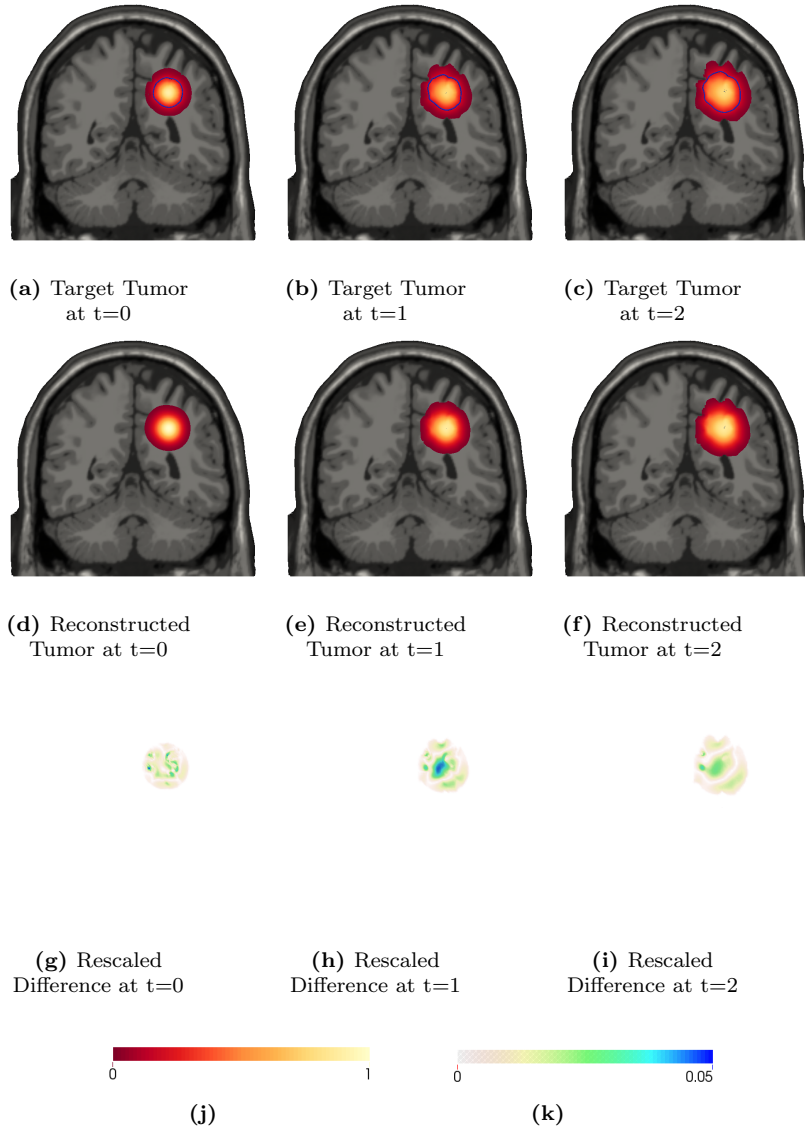 (a) Target Tumor
at t=0
(b) Target Tumor
at t=1
(c) Target Tumor
at t=2
(d) Reconstructed
Tumor at t=0
(e) Reconstructed
Tumor at t=1
(f) Reconstructed
Tumor at t=2
(g) Rescaled
Difference at t=0
(h) Rescaled
Difference at t=1
(i) Rescaled
Difference at t=2
0 1
(j)
0 0.05
(k)